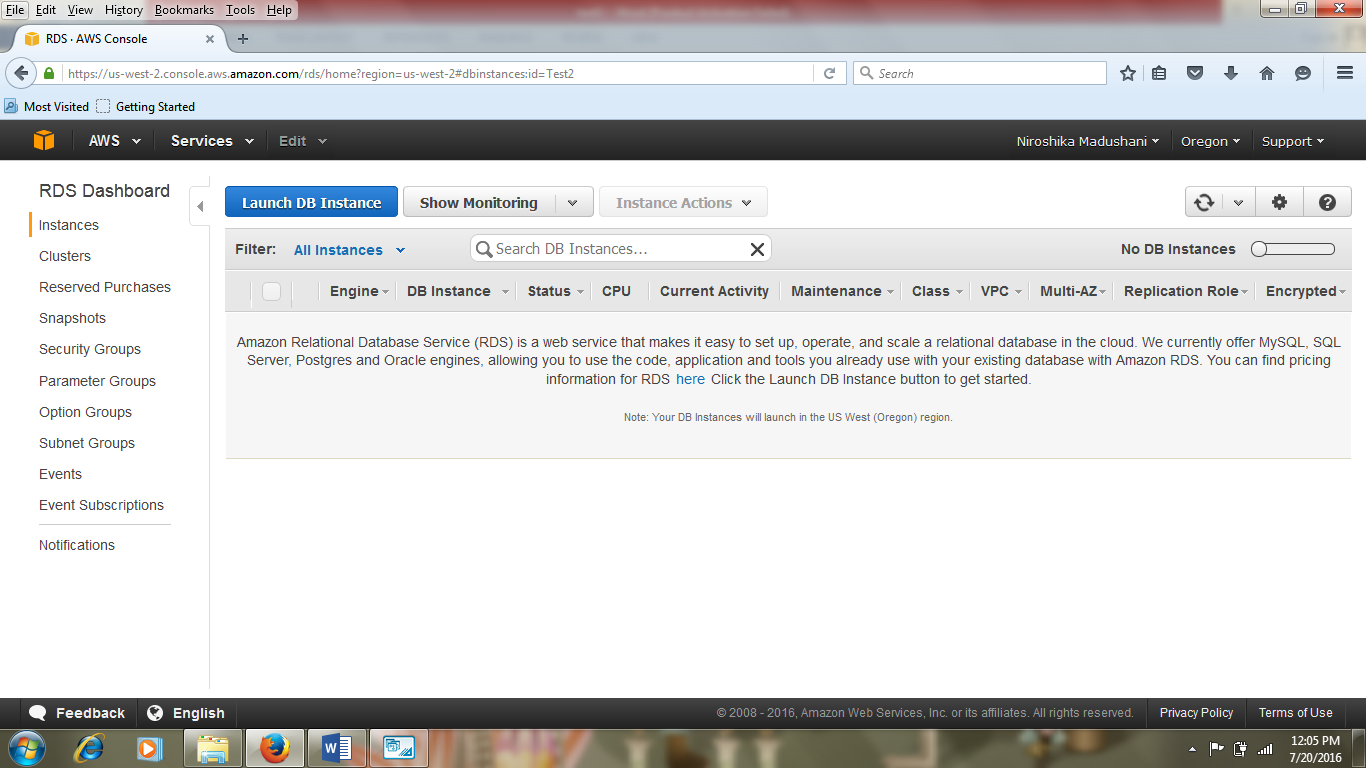 File Edit View History Bookmarks Tools Help
RDS · AWS Console
https://us-west-2.console.aws.amazon.com/rds/home?region=us-west-2#dbinstances:id=Test2
Search
Most Visited Getting Started
AWS Services Edit Niroshika Madushani Oregon Support
RDS Dashboard
Instances
Clusters
Reserved Purchases
Snapshots
Security Groups
Parameter Groups
Option Groups
Subnet Groups
Events
Event Subscriptions
Notifications
Launch DB Instance Show Monitoring Instance Actions
Filter: All Instances Search DB Instances... No DB Instances
Engine DB Instance Status CPU Current Activity Maintenance Class VPC Multi-AZ Replication Role Encrypted
Amazon Relational Database Service (RDS) is a web service that makes it easy to set up, operate, and scale a relational database in the cloud. We currently offer MySQL, SQL
Server, Postgres and Oracle engines, allowing you to use the code, application and tools you already use with your existing database with Amazon RDS. You can find pricing
information for RDS here Click the Launch DB Instance button to get started.
Note: Your DB Instances will launch in the US West (Oregon) region.
Feedback English © 2008 - 2016, Amazon Web Services, Inc. or its affiliates. All rights reserved. Privacy Policy Terms of Use
12:05 PM
7/20/2016